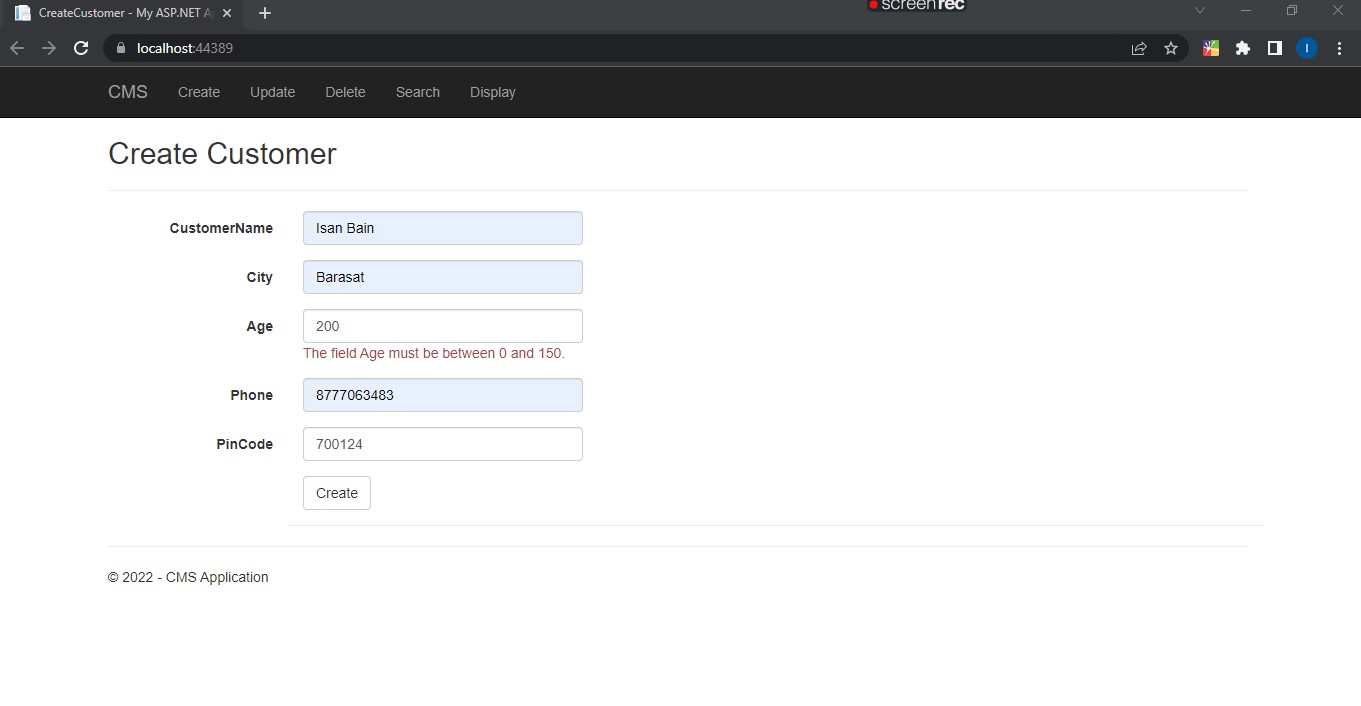 CreateCustomer - My ASP.NET A
screenrec
localhost:44389
I
CMS Create Update Delete Search Display
Create Customer
CustomerName Isan Bain
City Barasat
Age 200
The field Age must be between 0 and 150.
Phone 8777063483
PinCode 700124
Create
© 2022 - CMS Application